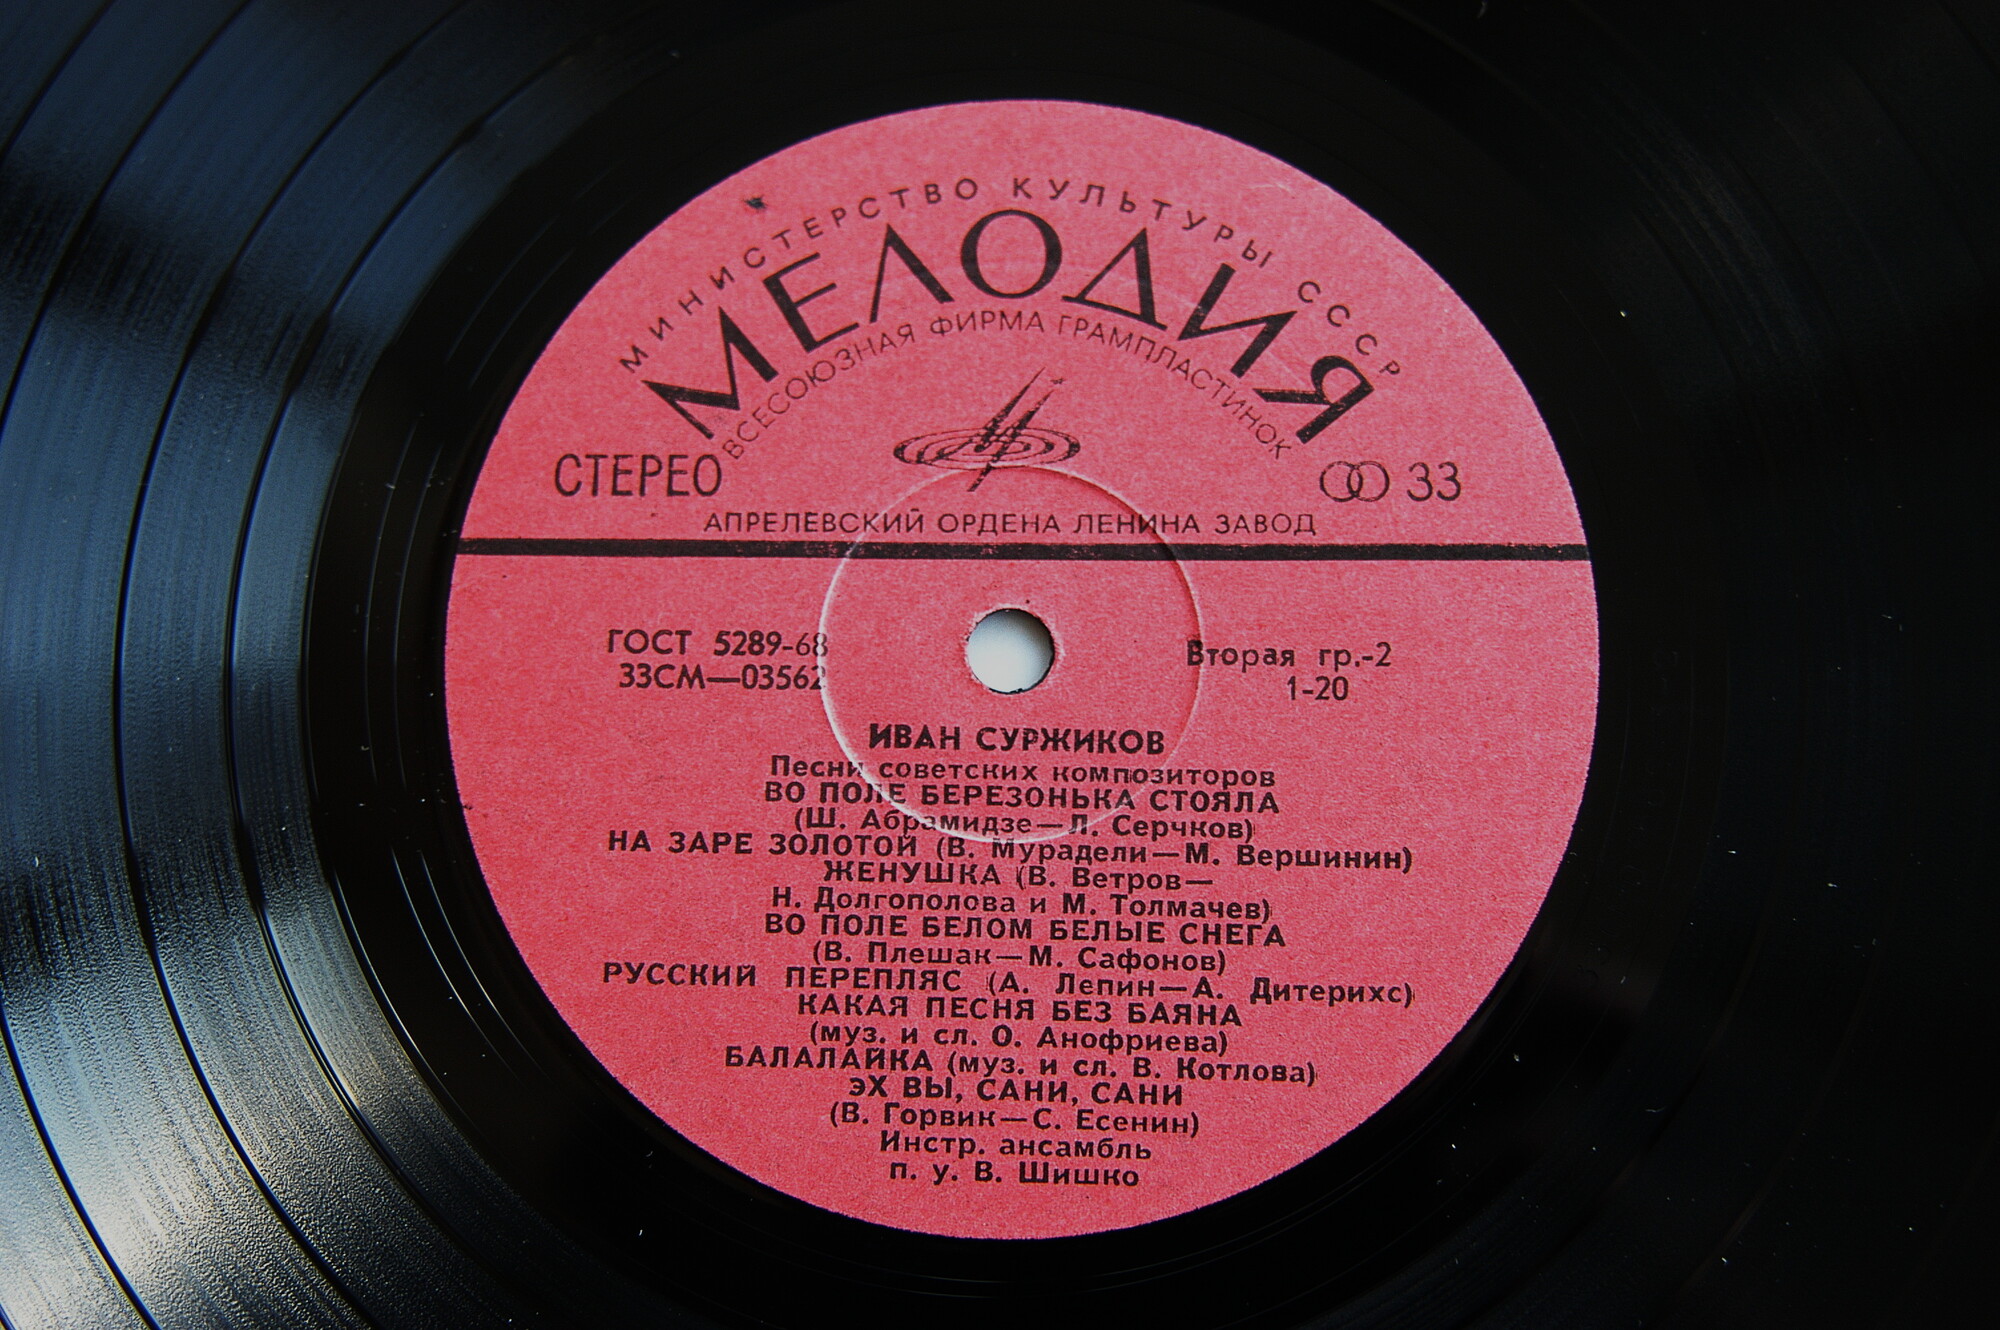 МИНИСТЕРСТВО КУЛЬТУРЫ СССР
МЕЛОДИЯ
ВСЕСОЮЗНАЯ ФИРМА ГРАМПЛАСТИНОК
СТЕРЕО
33
АПРЕЛЕВСКИЙ ОРДЕНА ЛЕНИНА ЗАВОД
ГОСТ 5289-68
33СМ—03562
Вторая гр.-2
1-20
ИВАН СУРЖИКОВ
Песни советских композиторов
ВО ПОЛЕ БЕРЕЗОНЬКА СТОЯЛА
(Ш. Абрамидзе—Л. Серчков)
НА ЗАРЕ ЗОЛОТОЙ (В. Мурадели—М. Вершинин)
ЖЕНУШКА (В. Ветров—
Н. Долгополова и М. Толмачев)
ВО ПОЛЕ БЕЛОМ БЕЛЫЕ СНЕГА
(В. Плешак—М. Сафонов)
РУССКИЙ ПЕРЕПЛЯС (А. Лепин—А. Дитерихс)
КАКАЯ ПЕСНЯ БЕЗ БАЯНА
(муз. и сл. О. Анофриева)
БАЛАЛАЙКА (муз. и сл. В. Котлова)
ЭХ ВЫ, САНИ, САНИ
(В. Горвик—С. Есенин)
Инстр. ансамбль
п. у. В. Шишко